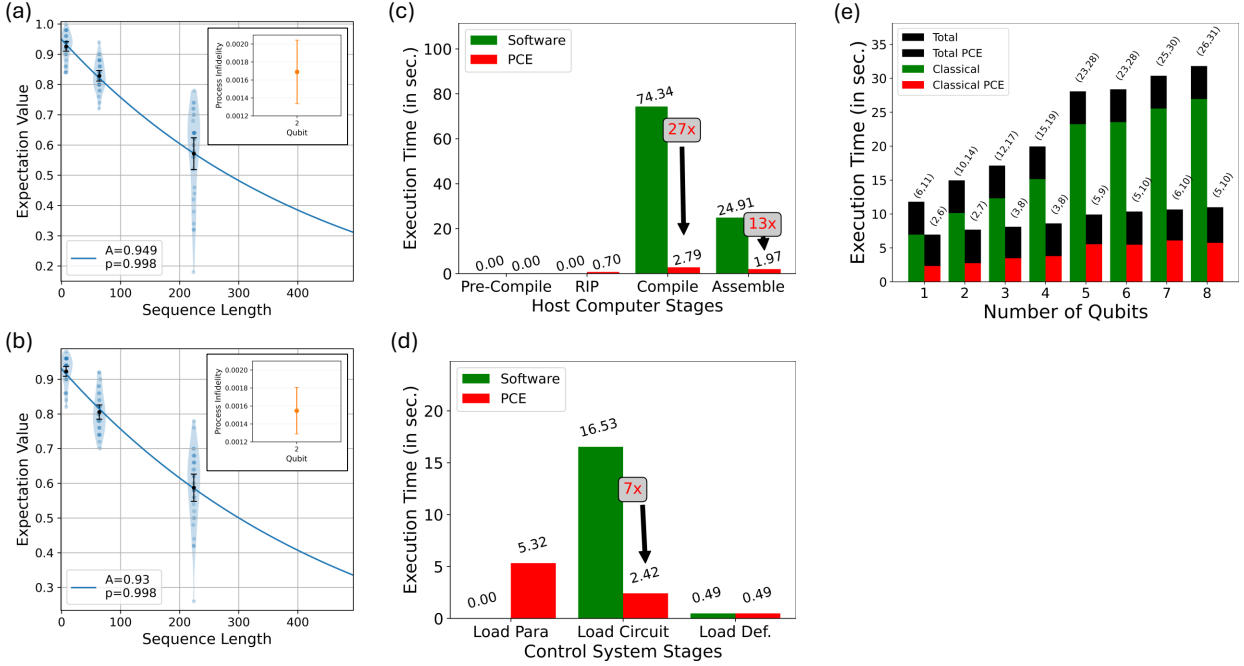 (a)
1.0
0.9
0.8
0.7
0.6
0.5
0.4
0.3
0.2
Expectation Value
0
100
200
300
400
Sequence Length
A=0.949
p=0.998
0.0020
0.0018
0.0016
0.0014
0.0012
Process Infidelity
2
Qubit
(b)
0.9
0.8
0.7
0.6
0.5
0.4
0.3
Expectation Value
0
100
200
300
400
Sequence Length
A=0.93
p=0.998
0.0020
0.0018
0.0016
0.0014
0.0012
Process Infidelity
2
Qubit
(c)
Software
PCE
100
80
60
40
20
0
Execution Time (in sec.)
0.00
0.00
0.00
0.70
74.34
27x
2.79
24.91
13x
1.97
Pre-Compile
RIP
Compile
Assemble
Host Computer Stages
(d)
Software
PCE
20
15
10
5
0
Execution Time (in sec.)
0.00
5.32
16.53
7x
2.42
0.49
0.49
Load Para
Load Circuit
Load Def.
Control System Stages
(e)
Total
Total PCE
Classical
Classical PCE
35
30
25
20
15
10
5
0
Execution Time (in sec.)
(6,11)
(2,6)
(10,14)
(2,7)
(12,17)
(3,8)
(15,19)
(3,8)
(23,28)
(5,9)
(23,28)
(5,10)
(25,30)
(6,10)
(26,31)
(5,10)
1
2
3
4
5
6
7
8
Number of Qubits